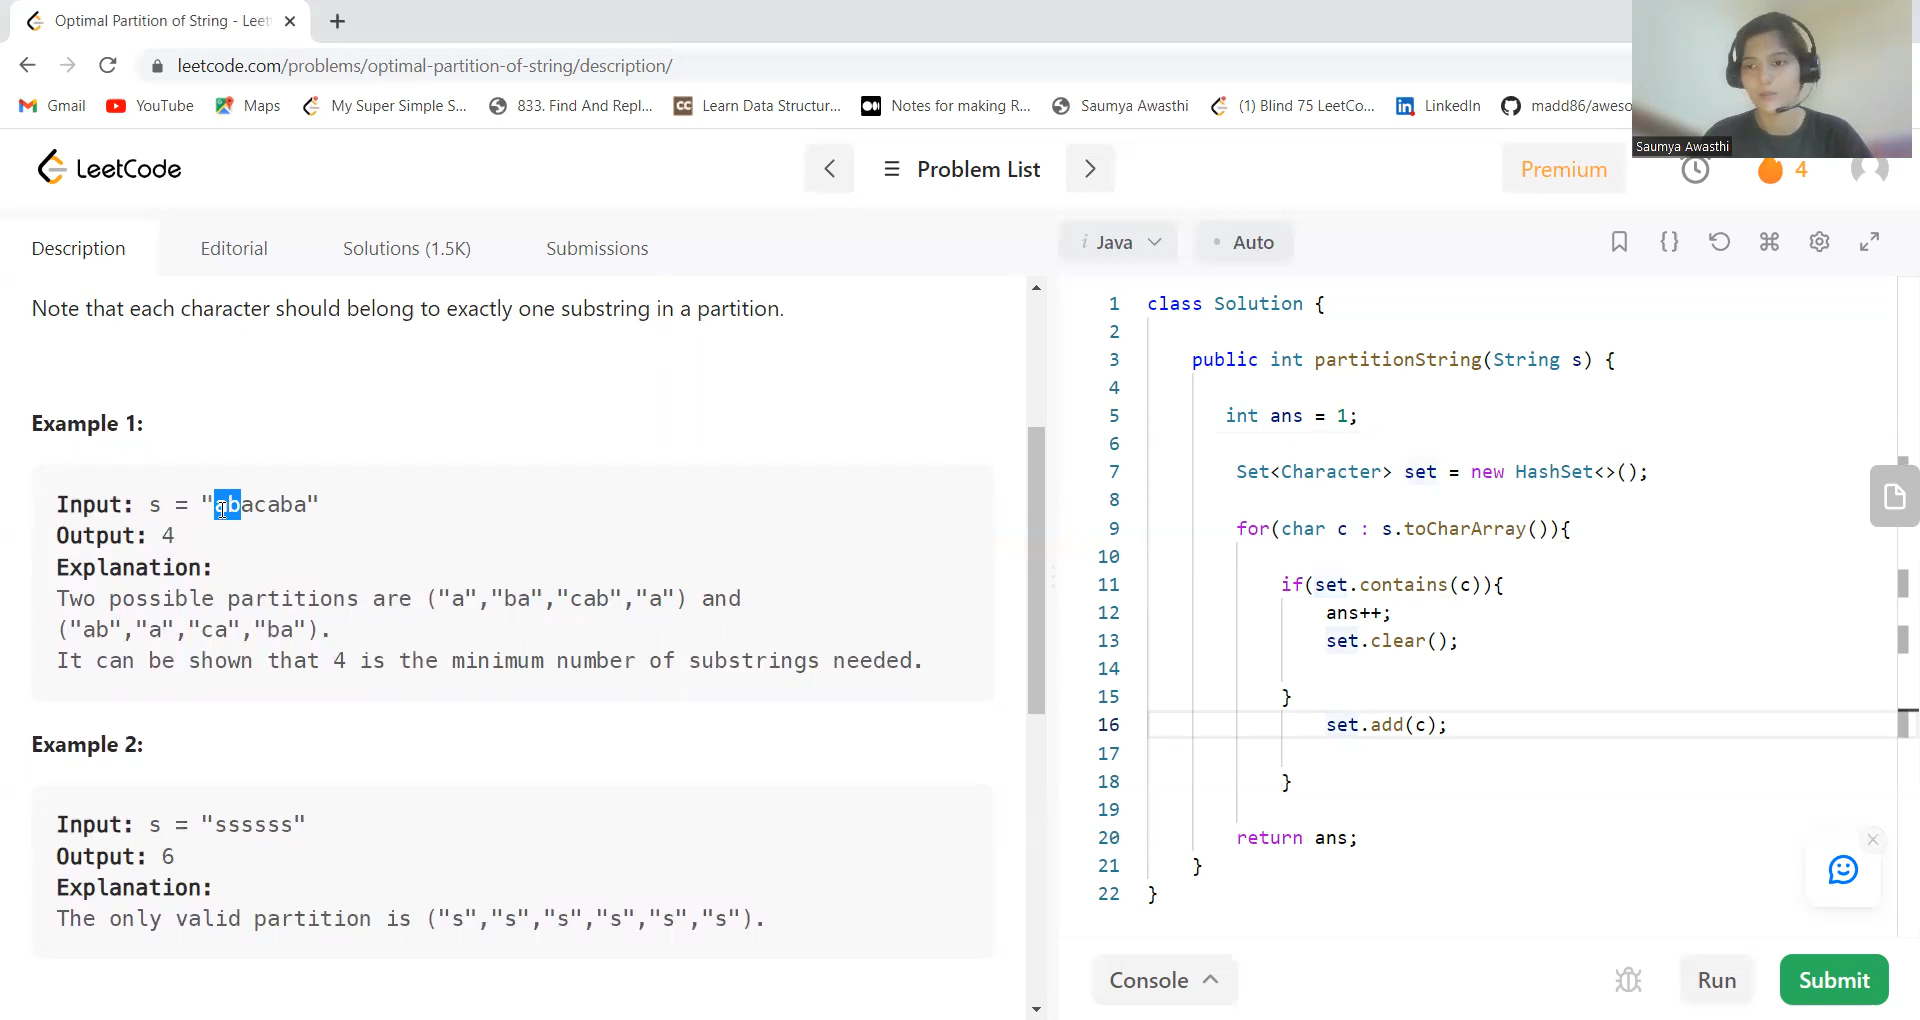 Optimal Partition of String - Leet
leetcode.com/problems/optimal-partition-of-string/description/
Gmail YouTube Maps My Super Simple S... 833. Find And Repl... Learn Data Structur... Notes for making R... Saumya Awasthi (1) Blind 75 LeetCo... LinkedIn madd86/aweso
Saumya Awasthi
LeetCode
Problem List
Premium
4
Description Editorial Solutions (1.5K) Submissions
Note that each character should belong to exactly one substring in a partition.
Example 1:
Input: s = "abacaba"
Output: 4
Explanation:
Two possible partitions are ("a","ba","cab","a") and
("ab","a","ca","ba").
It can be shown that 4 is the minimum number of substrings needed.
Example 2:
Input: s = "ssssss"
Output: 6
Explanation:
The only valid partition is ("s","s","s","s","s","s").
i Java Auto
1 class Solution {
2
3 public int partitionString(String s) {
4
5 int ans = 1;
6
7 Set<Character> set = new HashSet<>();
8
9 for(char c : s.toCharArray()){
10
11 if(set.contains(c)){
12 ans++;
13 set.clear();
14
15 }
16 set.add(c);
17
18 }
19
20 return ans;
21 }
22 }
Console
Run
Submit